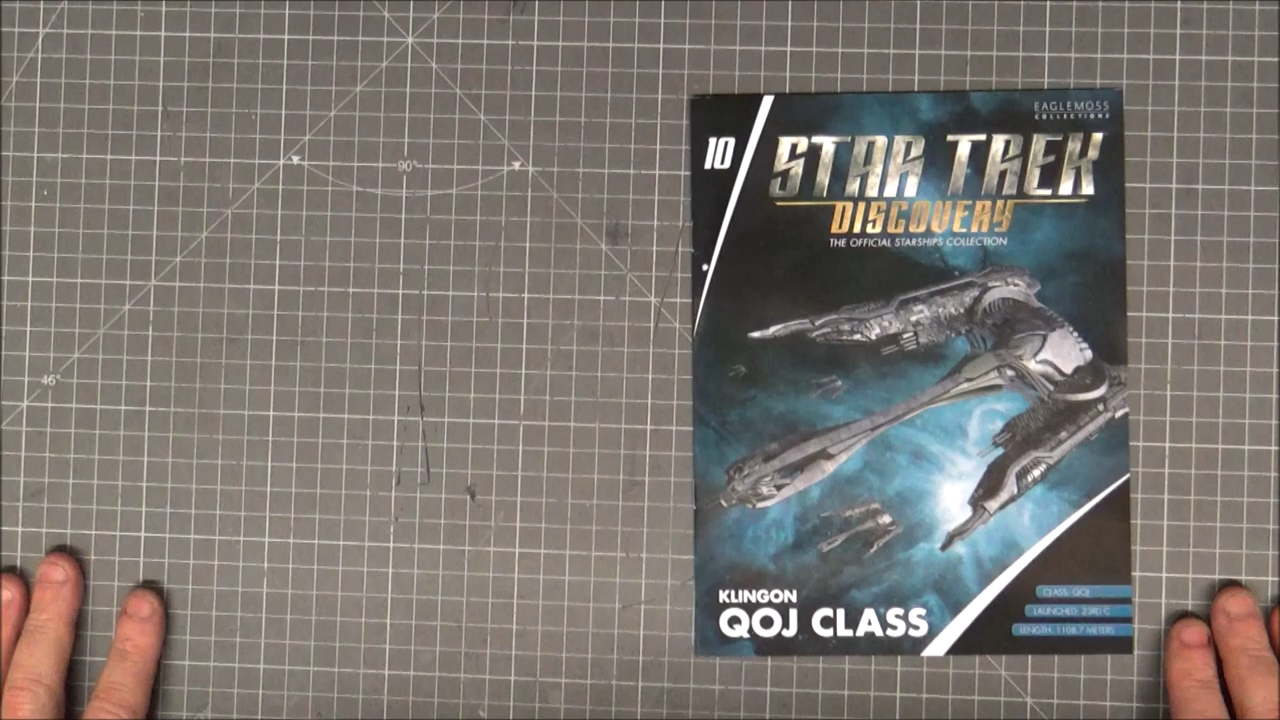 EAGLEMOSS
COLLECTIONS
10
STAR TREK
DISCOVERY
THE OFFICIAL STARSHIPS COLLECTION
90°
46°
KLINGON
QOJ CLASS
CLASS: QOJ
LAUNCHED: 23RD C
LENGTH: 1108.7 METERS